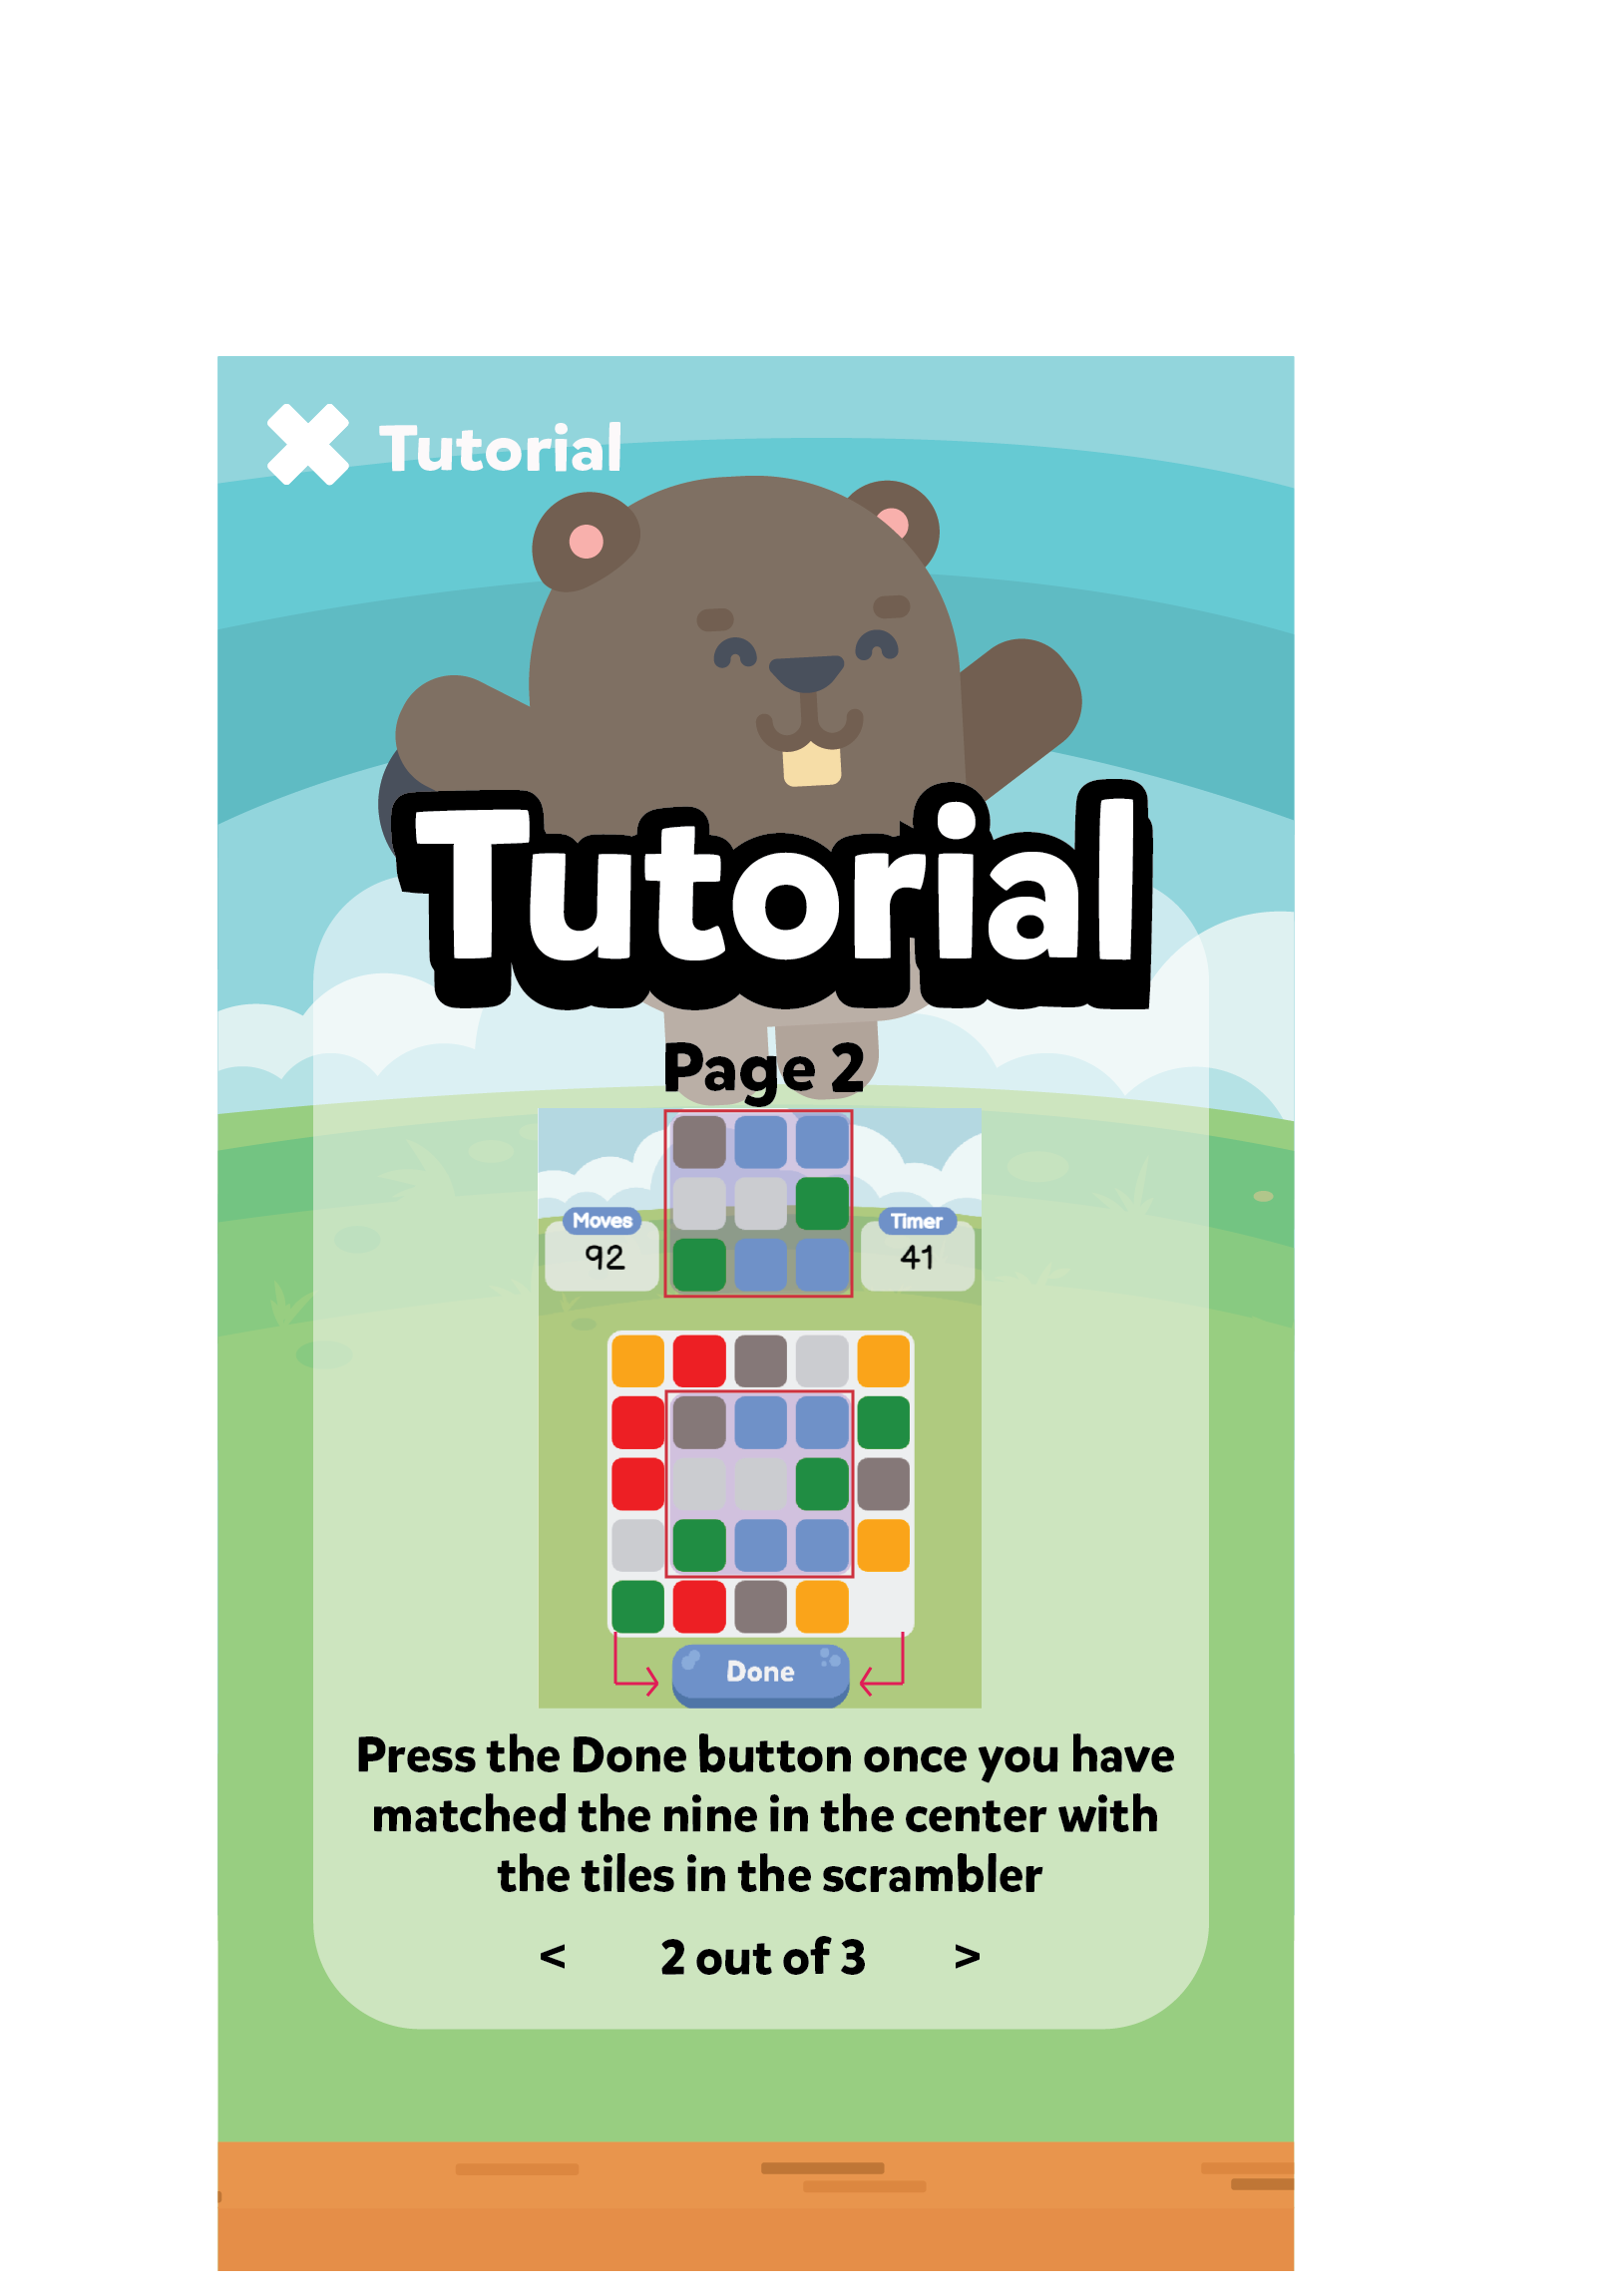 Tutorial
Tutorial
Page 2
Moves
92
Timer
41
Done
Press the Done button once you have
matched the nine in the center with
the tiles in the scrambler
< 2 out of 3 >